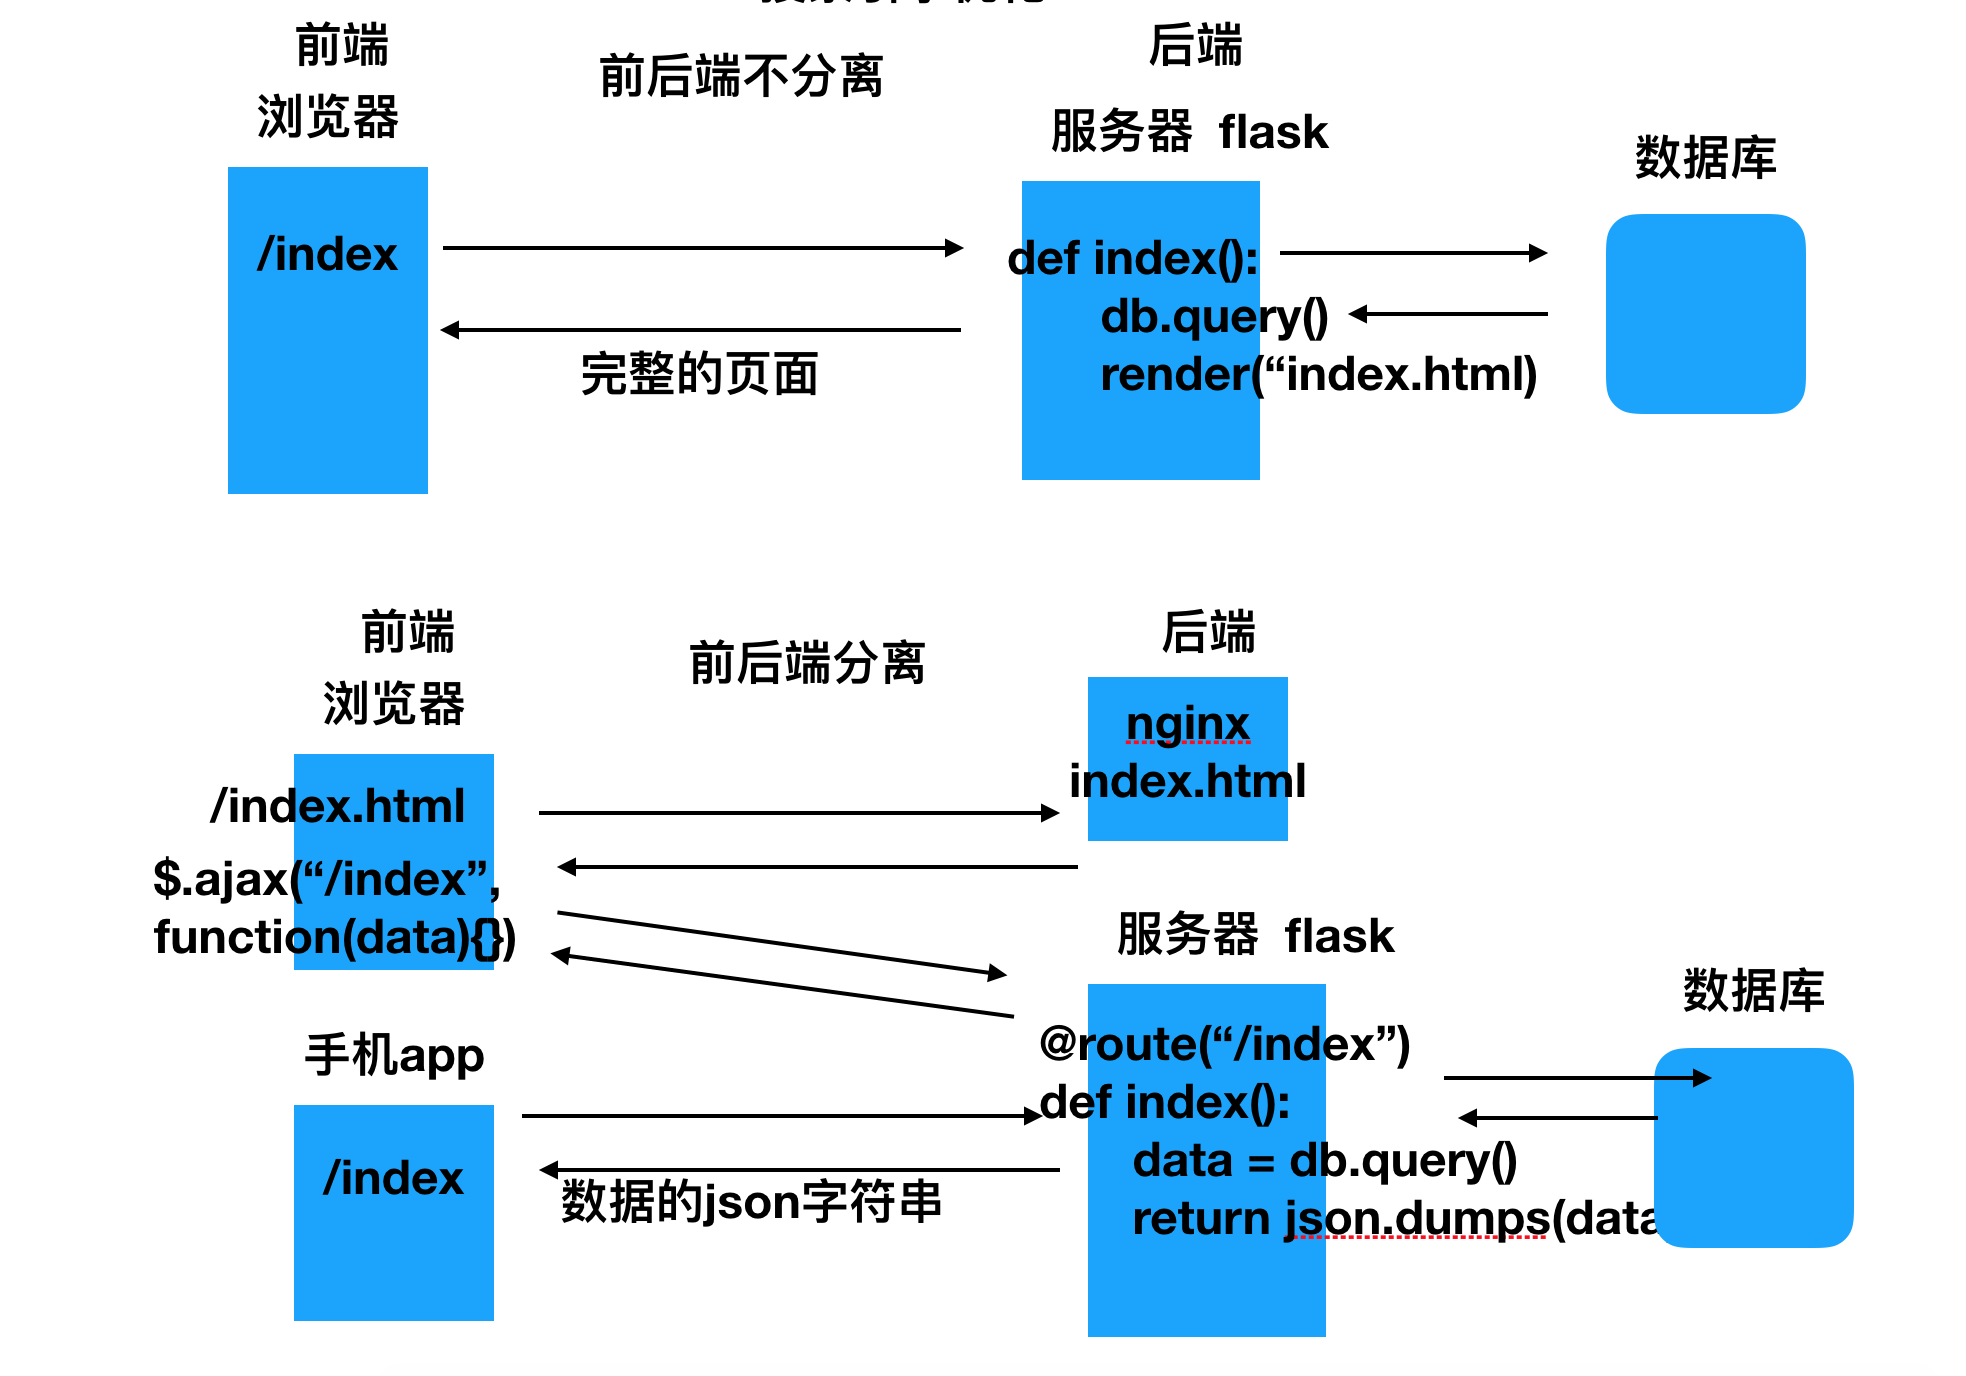 前端
后端
前后端不分离
浏览器
服务器 flask
数据库
/index
def index():
db.query()
render(“index.html)
完整的页面
前端
后端
前后端分离
浏览器
nginx
index.html
/index.html
$.ajax(“/index”,
function(data){})
服务器 flask
数据库
手机app
@route(“/index”)
def index():
data = db.query()
return json.dumps(data
/index
数据的json字符串